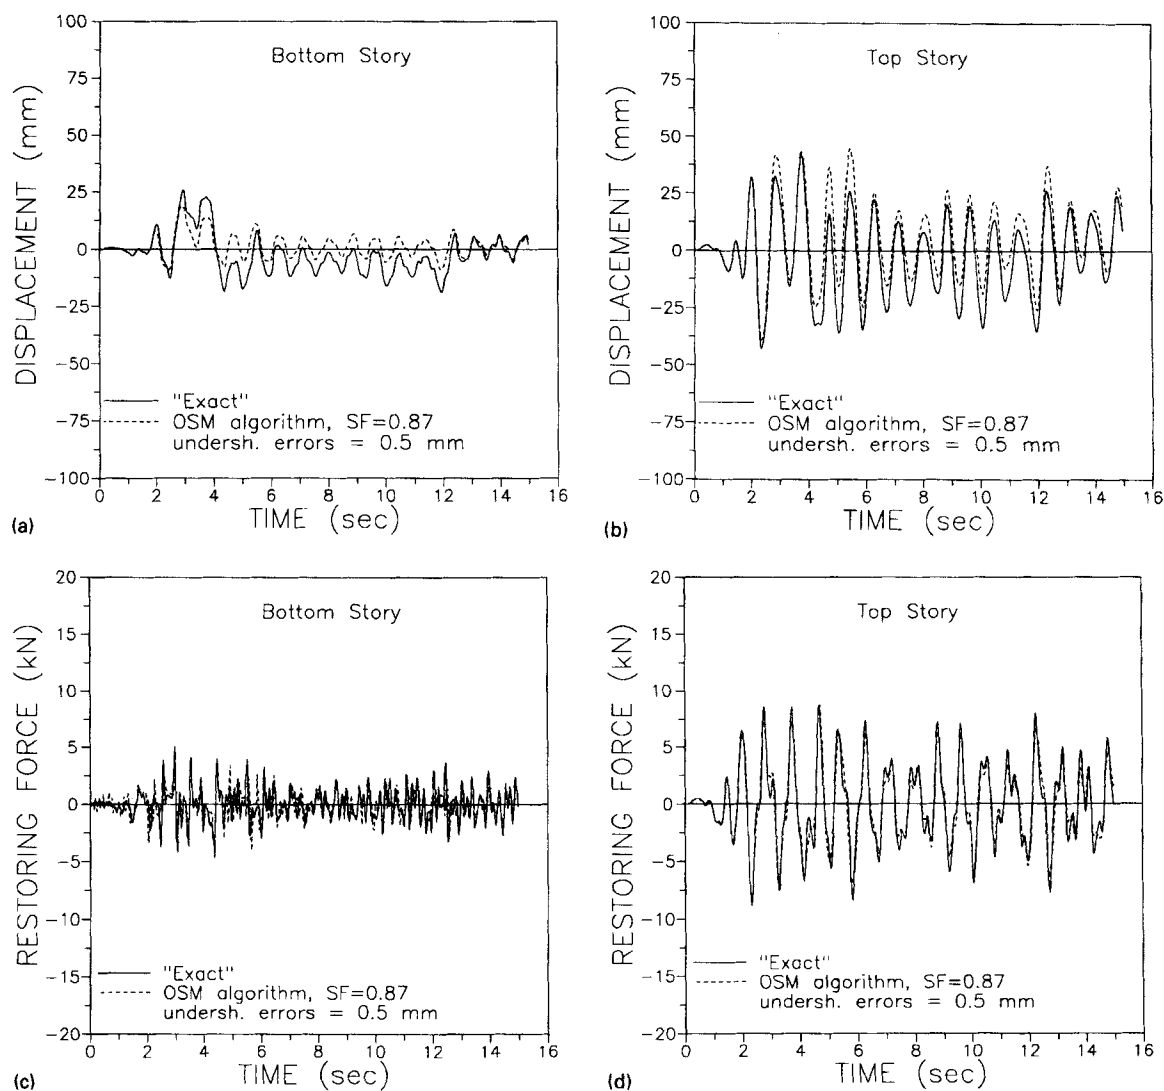 100
75
50
25
0
-25
-50
-75
-100
DISPLACEMENT (mm)
Bottom Story
"Exact"
OSM algorithm, SF=0.87
undersh. errors = 0.5 mm
0 2 4 6 8 10 12 14 16
TIME (sec)
(a)
100
75
50
25
0
-25
-50
-75
-100
DISPLACEMENT (mm)
Top Story
"Exact"
OSM algorithm, SF=0.87
undersh. errors = 0.5 mm
0 2 4 6 8 10 12 14 16
TIME (sec)
(b)
20
15
10
5
0
-5
-10
-15
-20
RESTORING FORCE (kN)
Bottom Story
"Exact"
OSM algorithm, SF=0.87
undersh. errors = 0.5 mm
0 2 4 6 8 10 12 14 16
TIME (sec)
(c)
20
15
10
5
0
-5
-10
-15
-20
RESTORING FORCE (kN)
Top Story
"Exact"
OSM algorithm, SF=0.87
undersh. errors = 0.5 mm
0 2 4 6 8 10 12 14 16
TIME (sec)
(d)